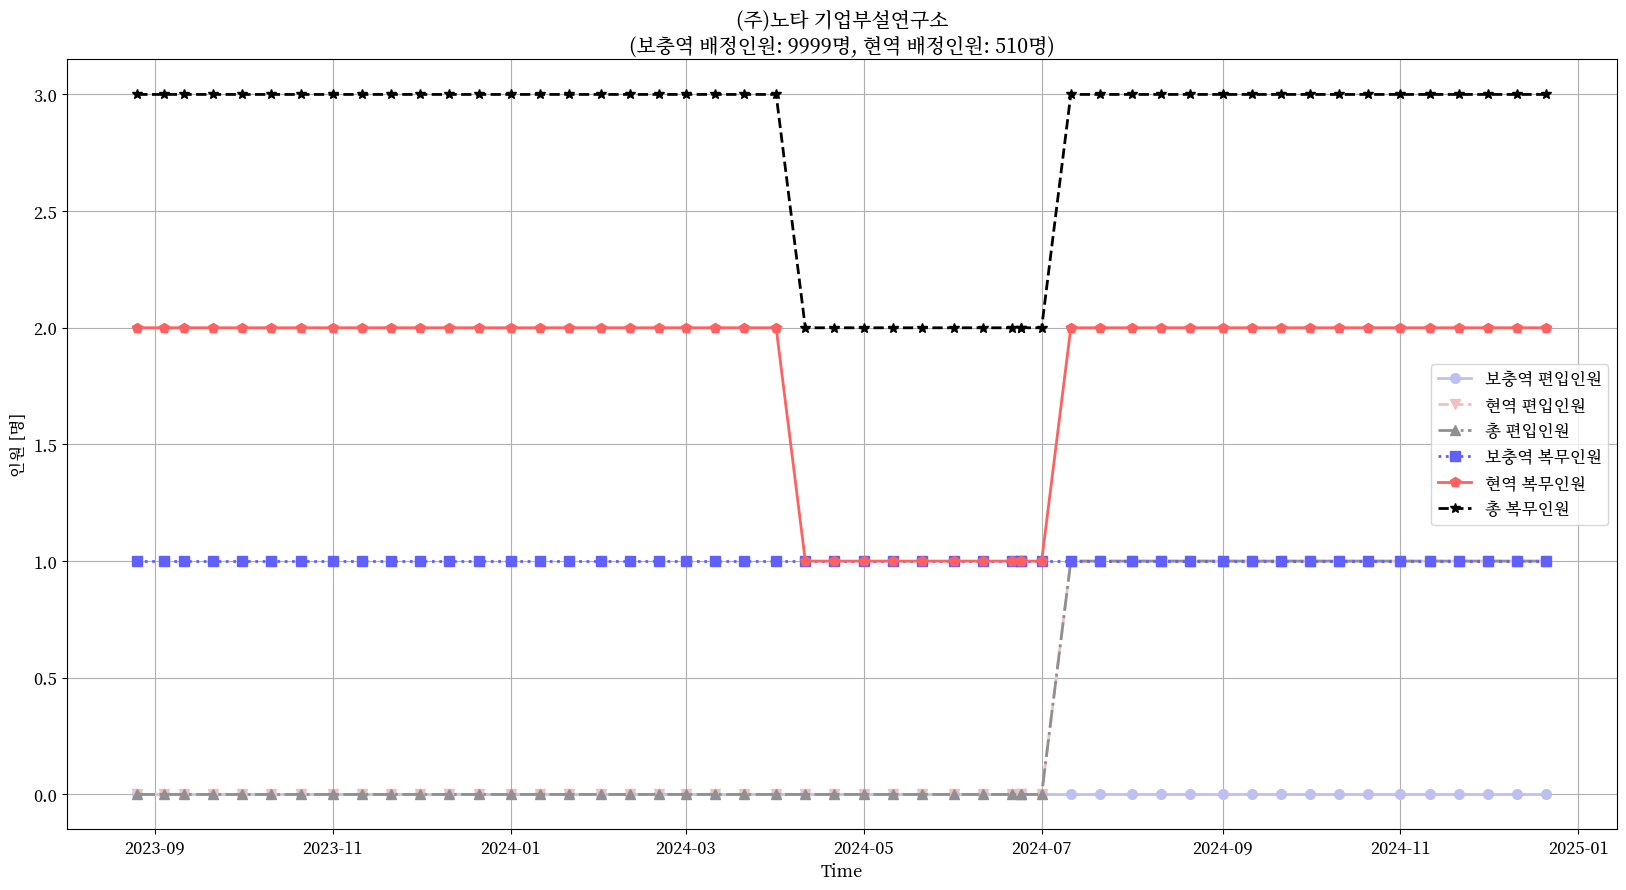 (주)노타 기업부설연구소
(보충역 배정인원: 9999명, 현역 배정인원: 510명)
3.0
2.5
2.0
1.5
1.0
0.5
0.0
인원 [명]
보충역 편입인원
현역 편입인원
총 편입인원
보충역 복무인원
현역 복무인원
총 복무인원
2023-09 2023-11 2024-01 2024-03 2024-05 2024-07 2024-09 2024-11 2025-01
Time